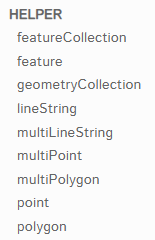 HELPER
featureCollection
feature
geometryCollection
lineString
multiLineString
multiPoint
multiPolygon
point
polygon